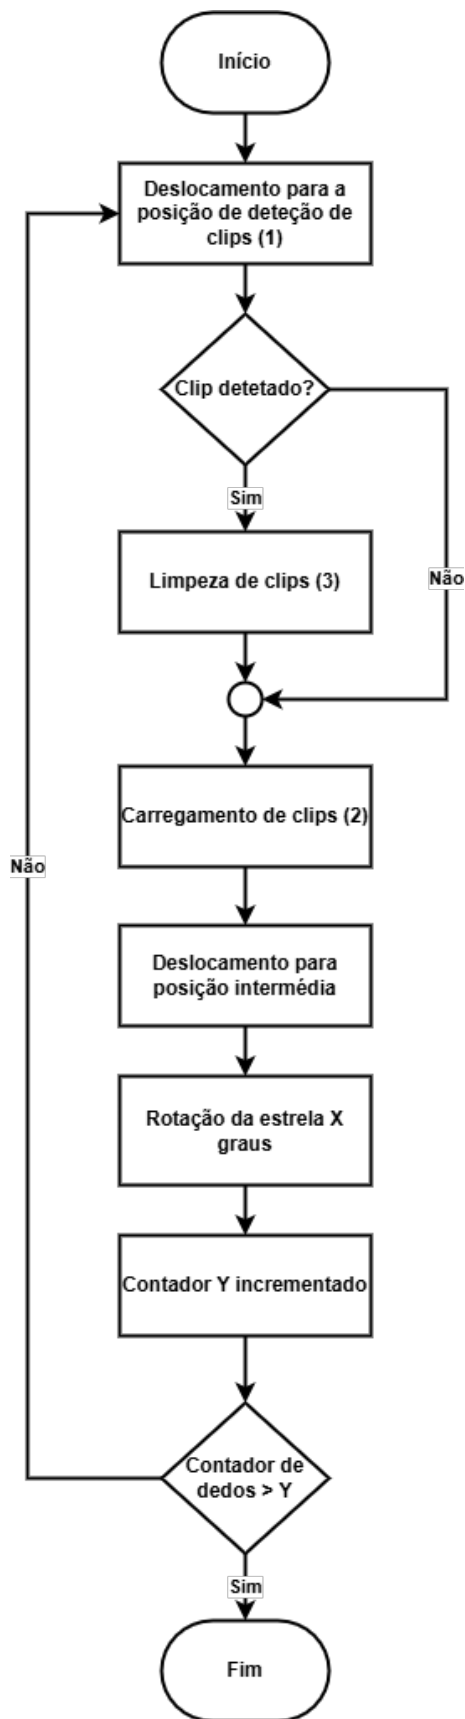 Início
Deslocamento para a
posição de deteção de
clips (1)
Clip detetado?
Sim
Não
Limpeza de clips (3)
Carregamento de clips (2)
Não
Deslocamento para
posição intermédia
Rotação da estrela X
graus
Contador Y incrementado
Contador de
dedos > Y
Sim
Fim